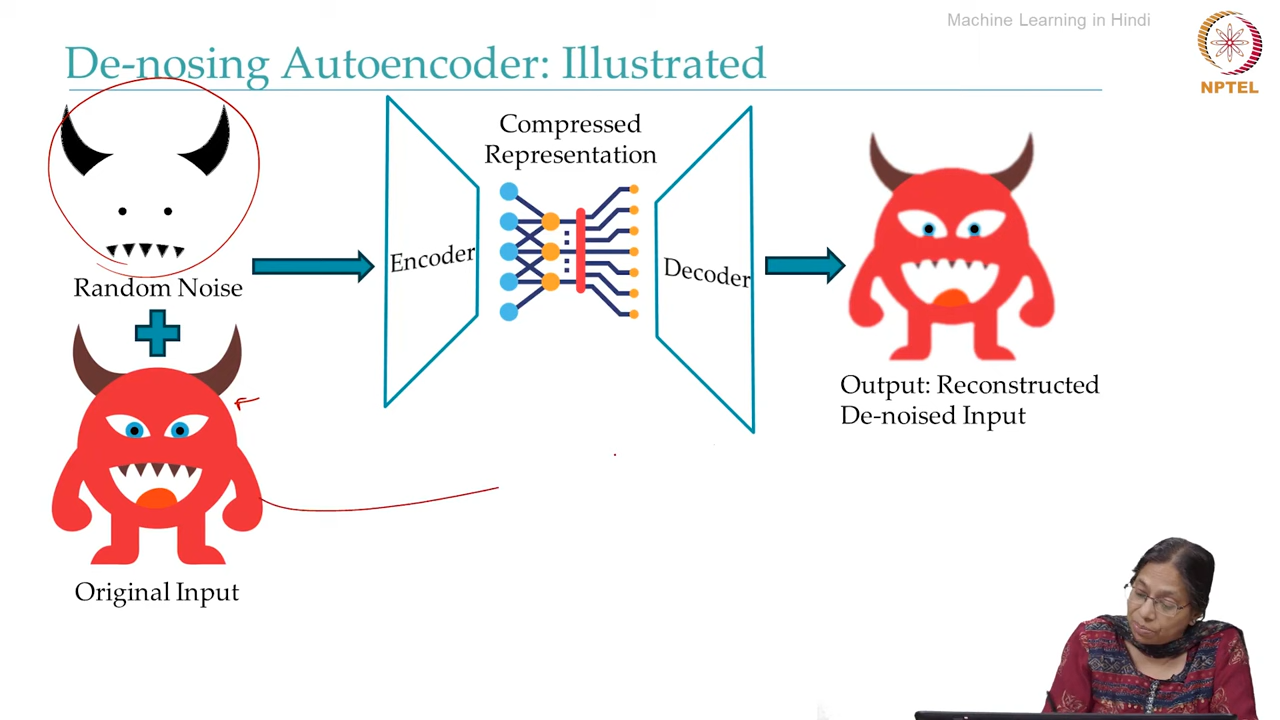 Machine Learning in Hindi
NPTEL
De-nosing Autoencoder: Illustrated
Random Noise
Original Input
Encoder
Compressed
Representation
Decoder
Output: Reconstructed
De-noised Input